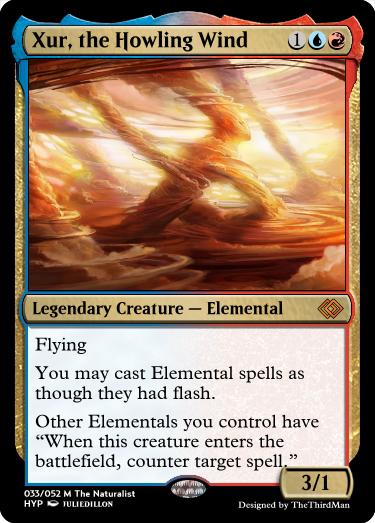 Xur, the Howling Wind 1
Legendary Creature — Elemental
Flying
You may cast Elemental spells as
though they had flash.
Other Elementals you control have
“When this creature enters the
battlefield, counter target spell.”
3/1
033/052 M The Naturalist
HYP JULIEDILLON
Designed by TheThirdMan